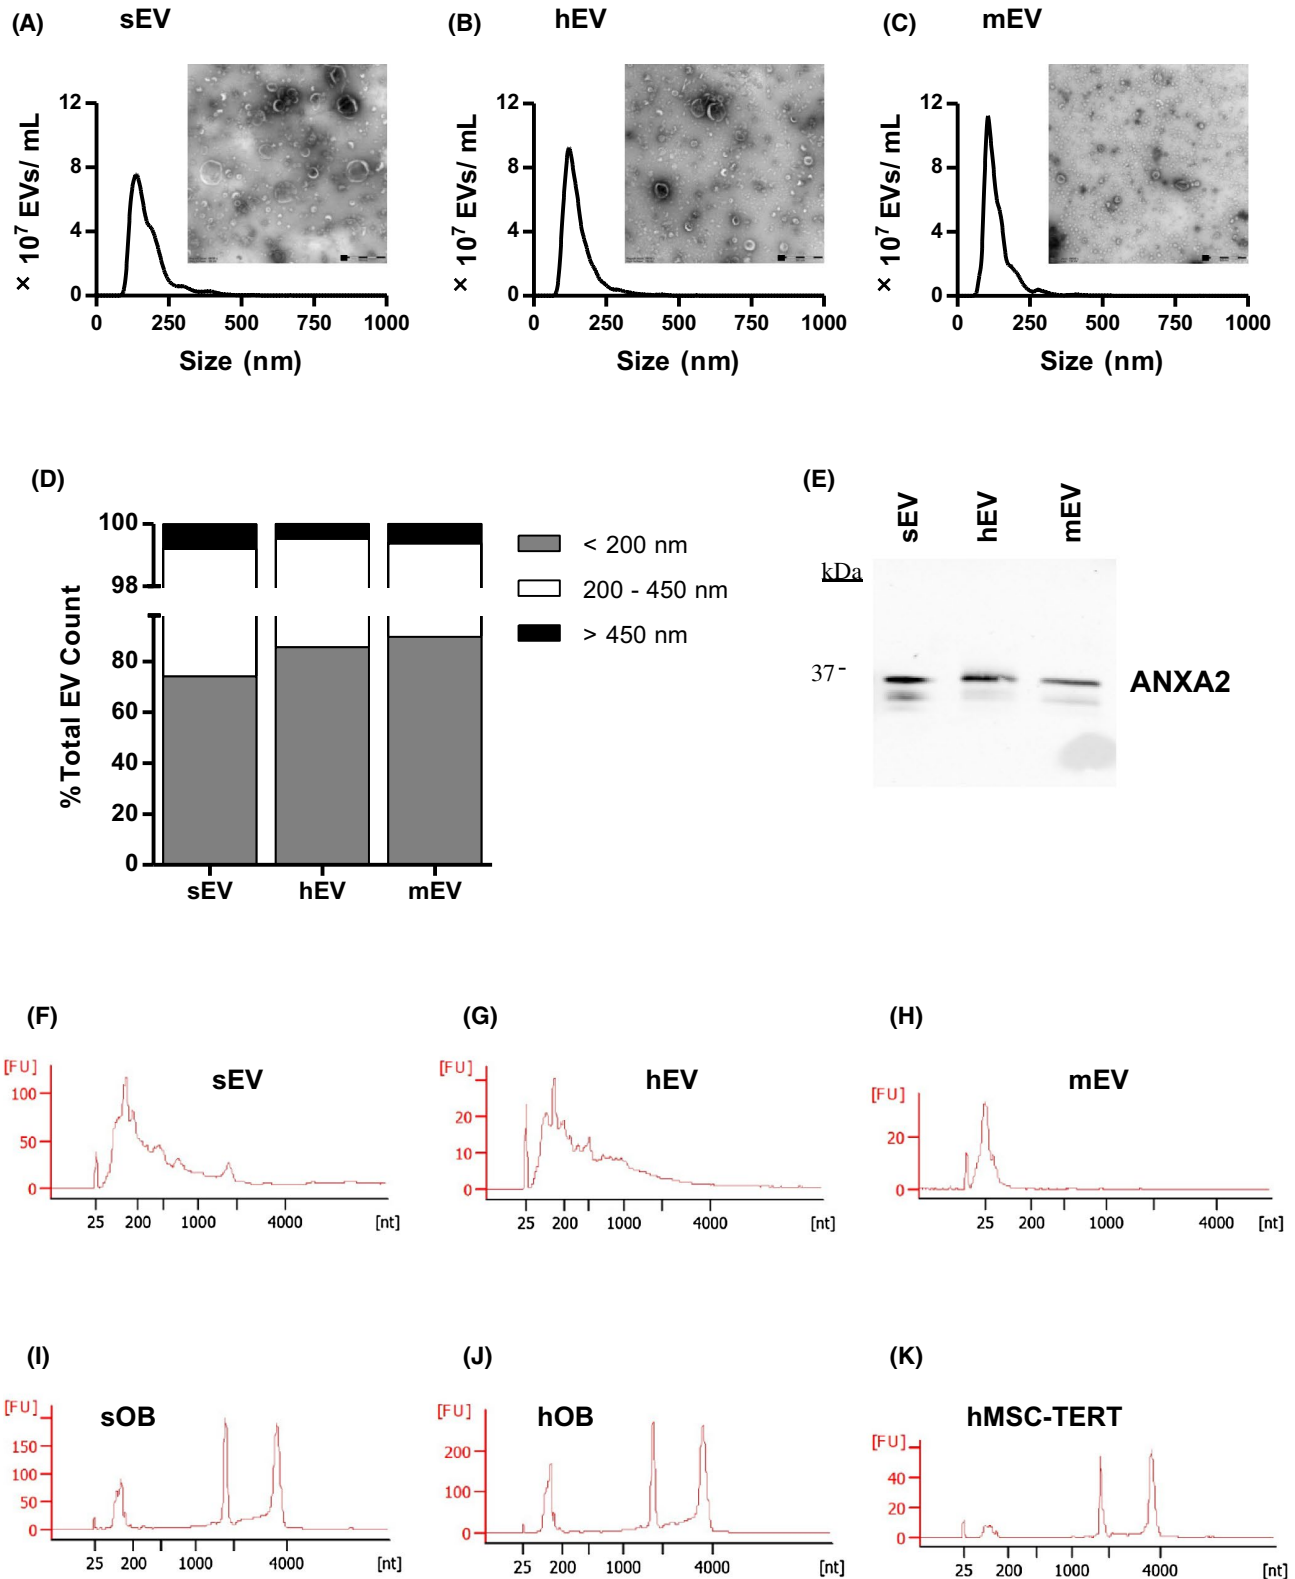 (A) sEV
(B) hEV
(C) mEV
× 10⁷ EVs/ mL
12
8
4
0
0 250 500 750 1000
Size (nm)
× 10⁷ EVs/ mL
12
8
4
0
0 250 500 750 1000
Size (nm)
× 10⁷ EVs/ mL
12
8
4
0
0 250 500 750 1000
Size (nm)
(D)
% Total EV Count
100
98
80
60
40
20
0
sEV hEV mEV
< 200 nm
200 - 450 nm
> 450 nm
(E)
sEV hEV mEV
kDa
37-
ANXA2
(F)
sEV
[FU]
100
50
0
25 200 1000 4000 [nt]
(G)
hEV
[FU]
20
10
0
25 200 1000 4000 [nt]
(H)
mEV
[FU]
20
0
25 200 1000 4000 [nt]
(I)
sOB
[FU]
150
100
50
0
25 200 1000 4000 [nt]
(J)
hOB
[FU]
200
100
0
25 200 1000 4000 [nt]
(K)
hMSC-TERT
[FU]
40
20
0
25 200 1000 4000 [nt]